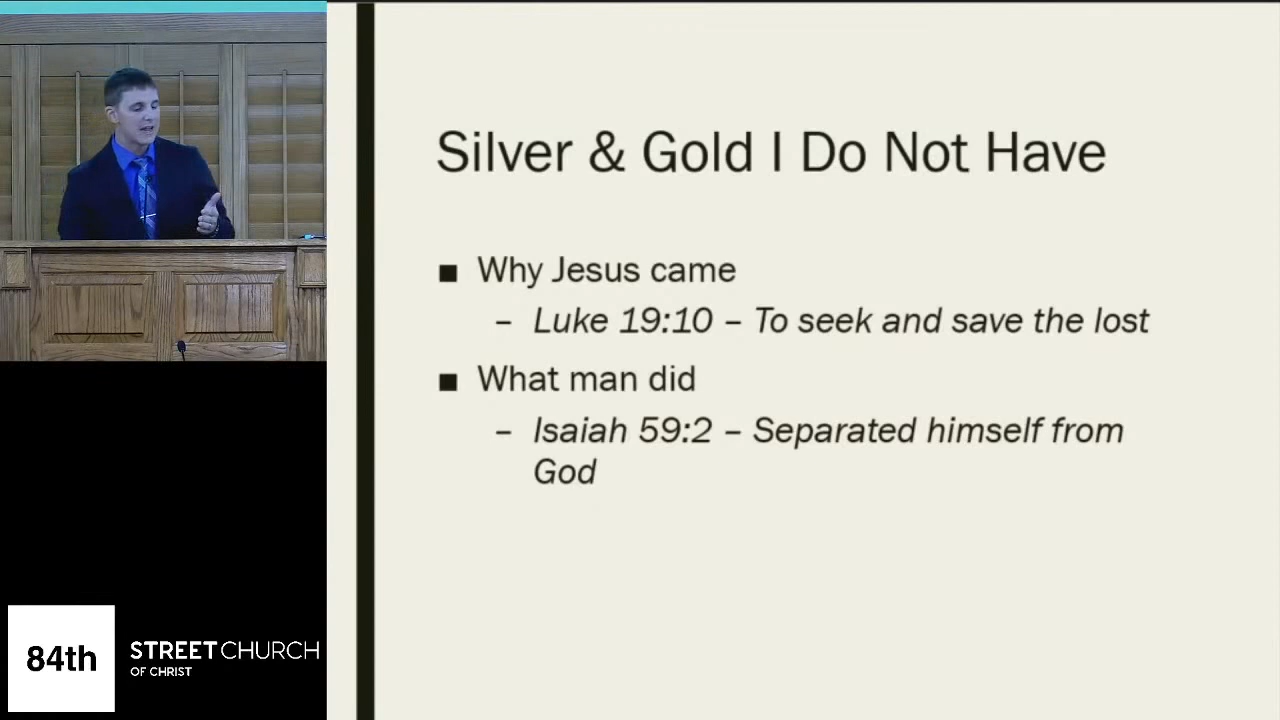 Silver & Gold I Do Not Have
■ Why Jesus came
– Luke 19:10 – To seek and save the lost
■ What man did
– Isaiah 59:2 – Separated himself from
God
84th
STREET CHURCH
OF CHRIST